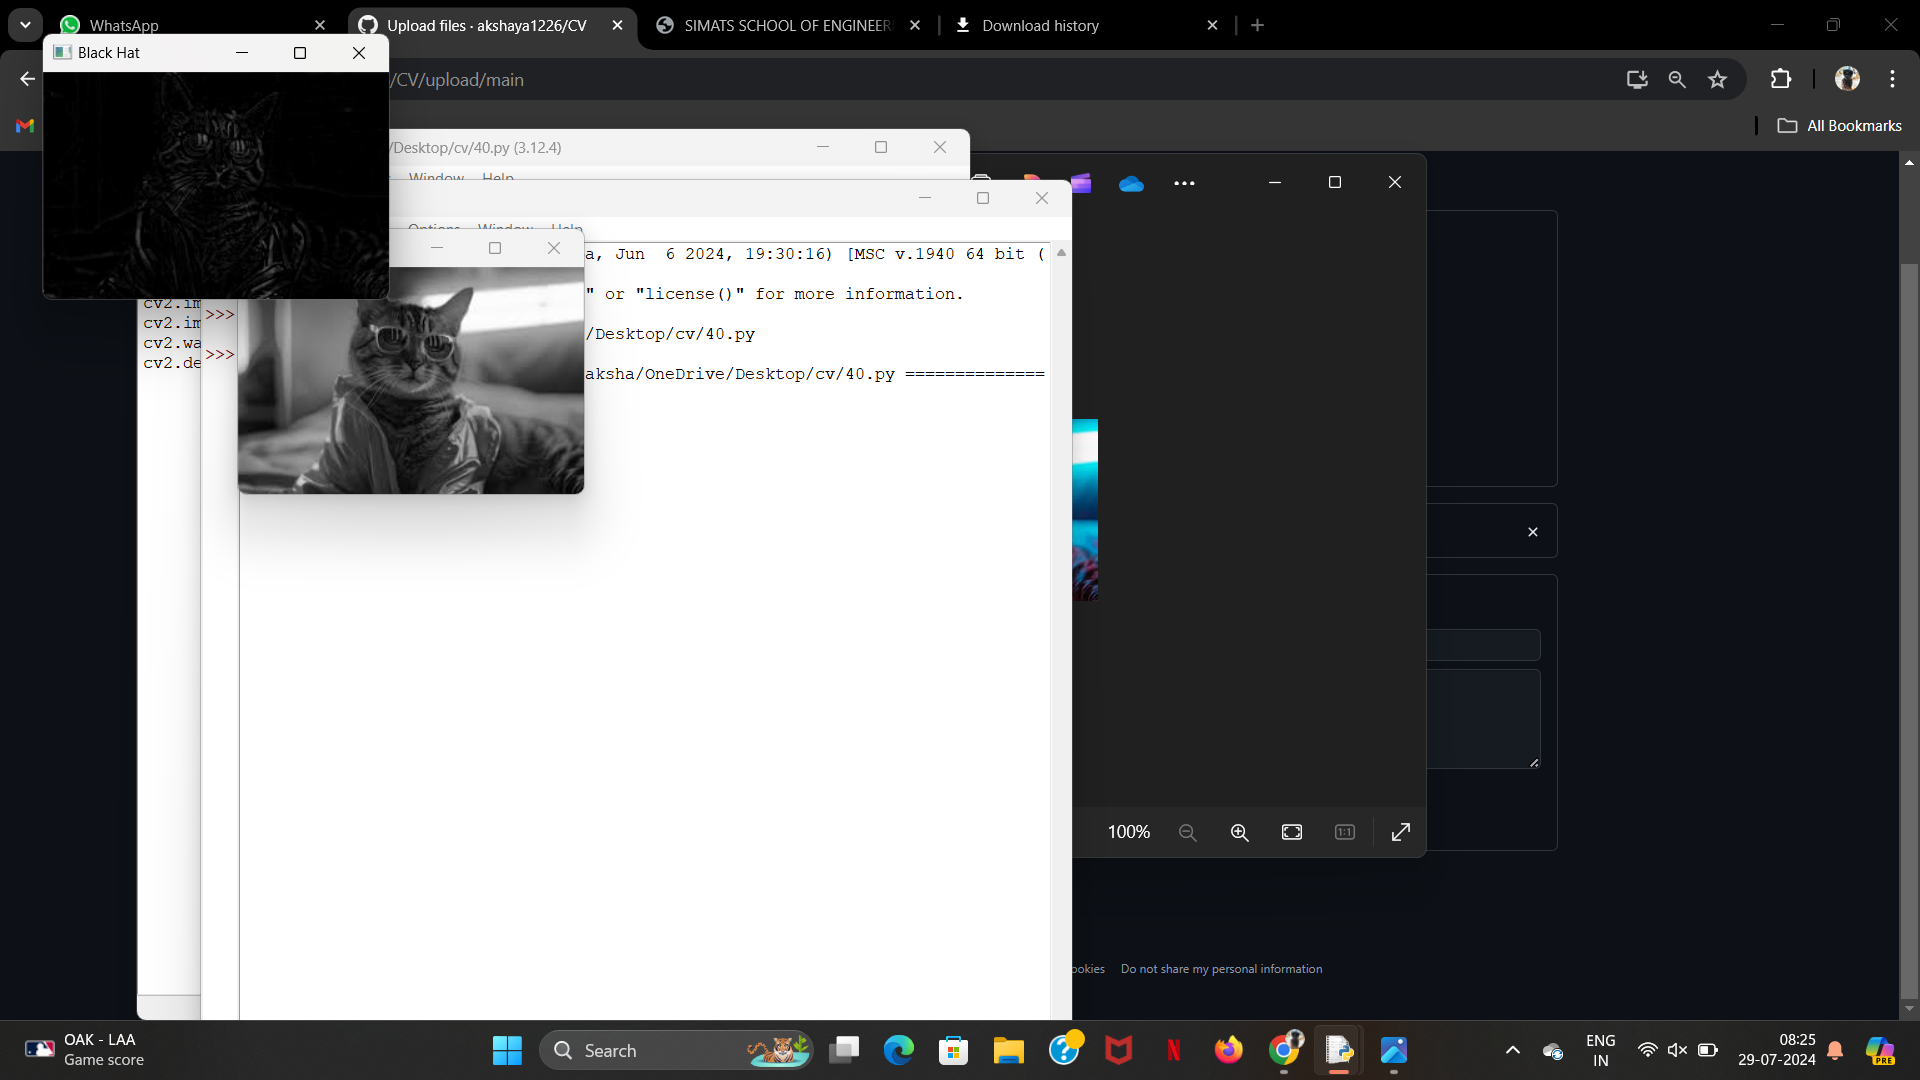 WhatsApp
Upload files · akshaya1226/CV
SIMATS SCHOOL OF ENGINEER
Download history
Black Hat
/CV/upload/main
All Bookmarks
/Desktop/cv/40.py (3.12.4)
Window Help
Options Window Help
a, Jun 6 2024, 19:30:16) [MSC v.1940 64 bit (
" or "license()" for more information.
cv2.im
>>>
cv2.im
/Desktop/cv/40.py
cv2.wa
>>>
cv2.de
aksha/OneDrive/Desktop/cv/40.py ==============
100%
1:1
ookies
Do not share my personal information
OAK - LAA
Game score
Search
ENG
IN
08:25
29-07-2024
PRE